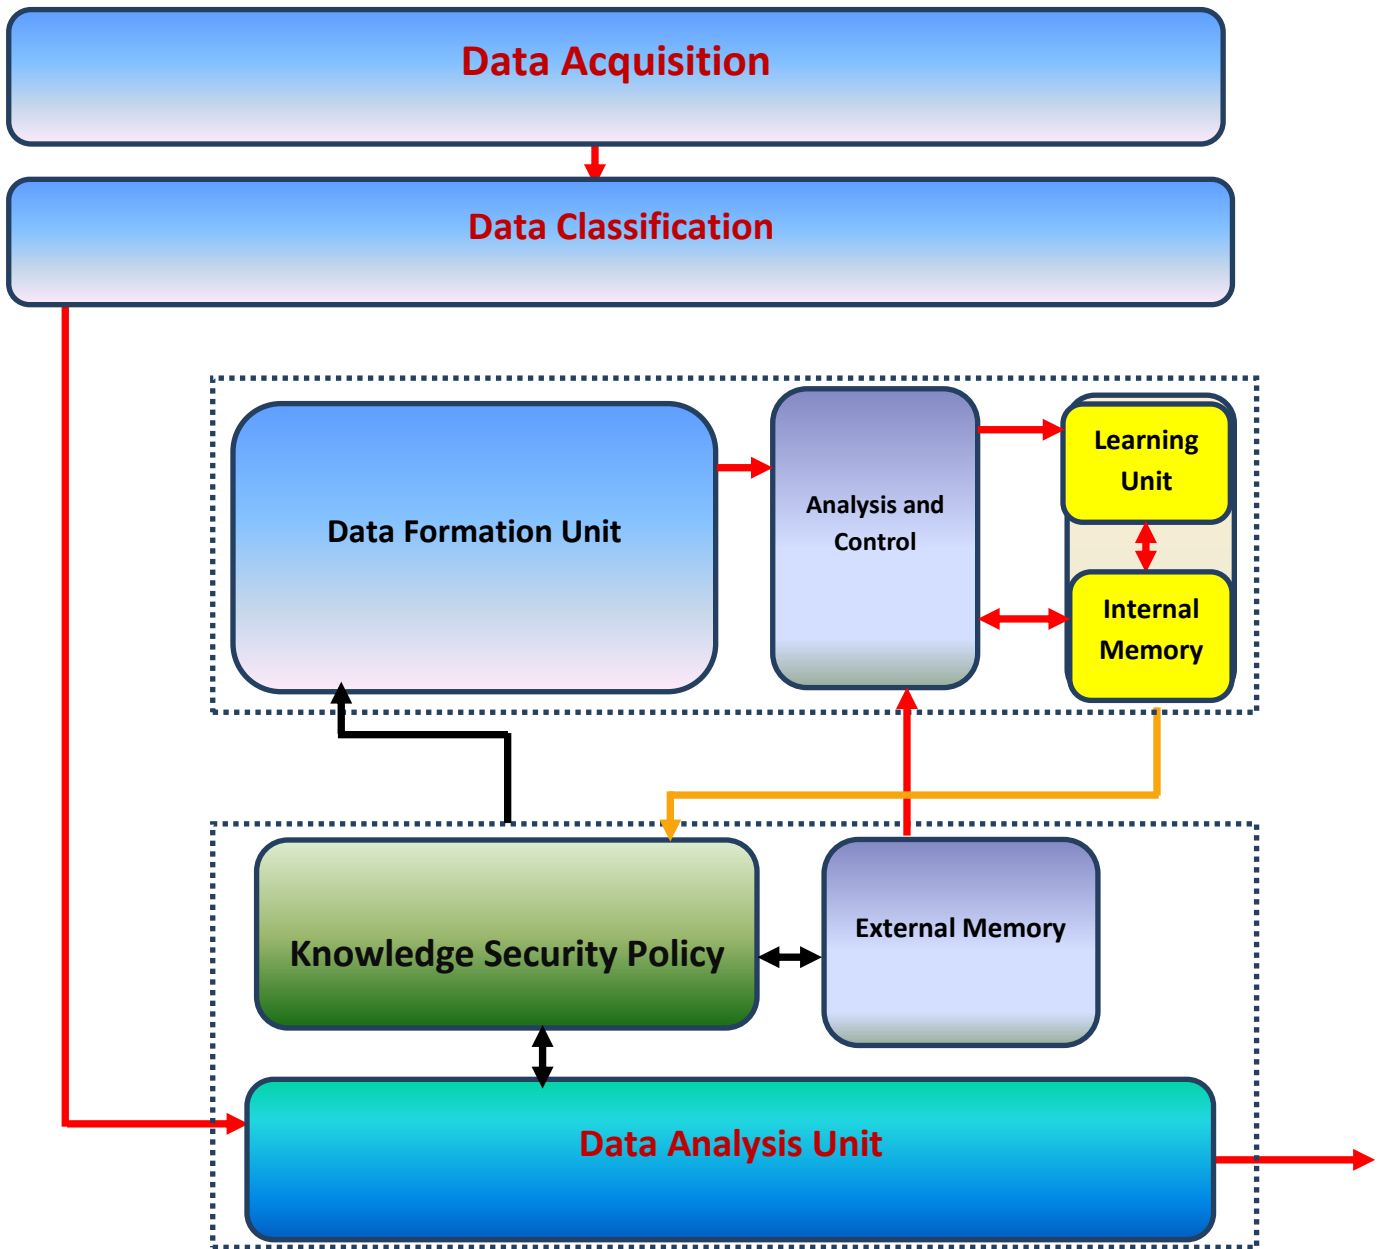 Data Acquisition
Data Classification
Data Formation Unit
Analysis and
Control
Learning
Unit
Internal
Memory
Knowledge Security Policy
External Memory
Data Analysis Unit